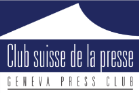 Club suisse de la presse
GENEVA PRESS CLUB